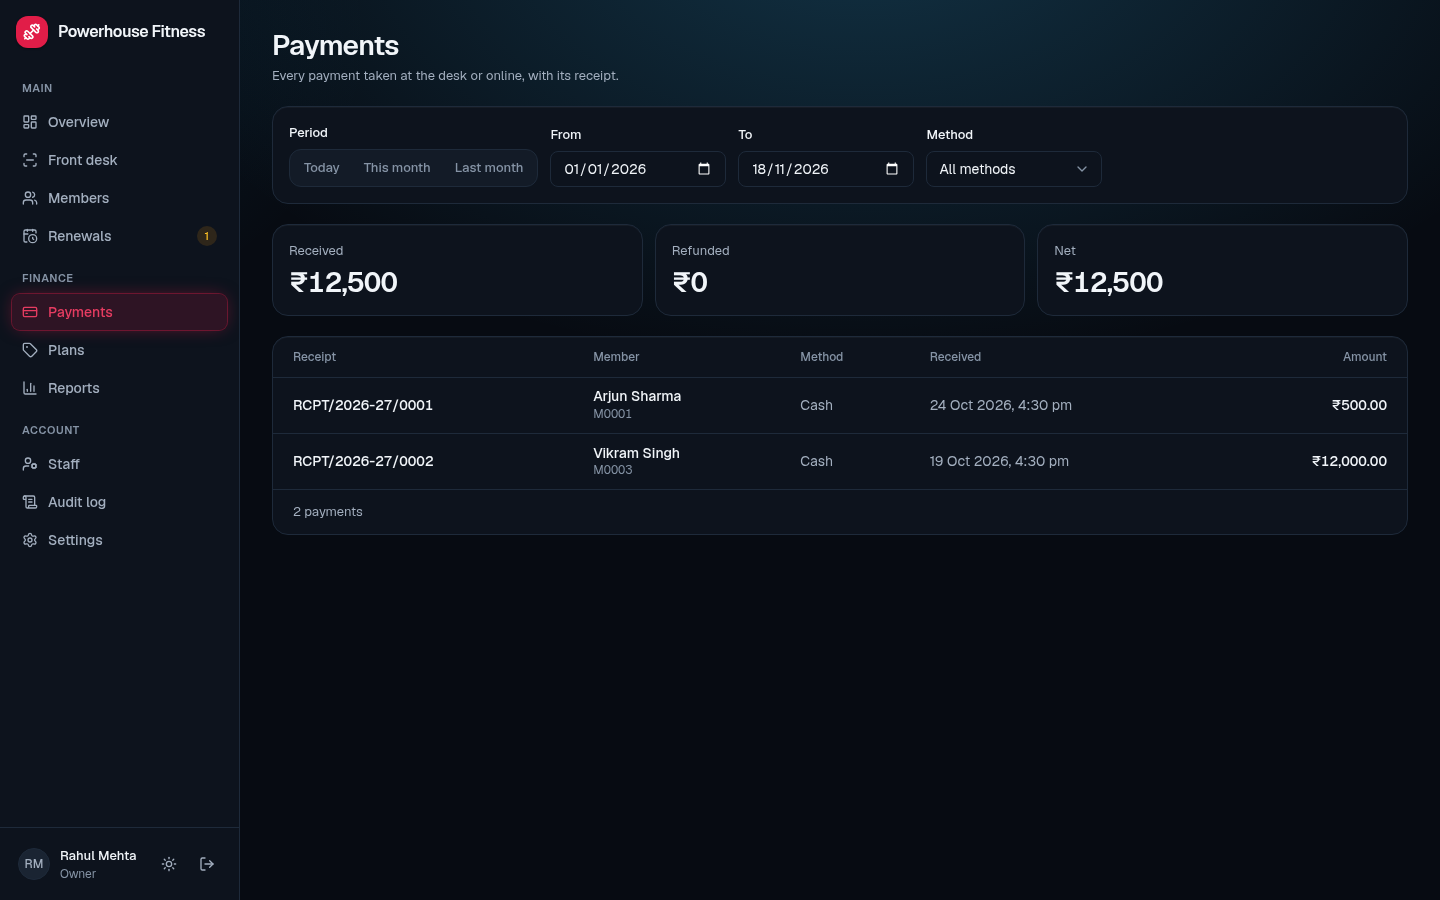 Powerhouse Fitness
MAIN
Overview
Front desk
Members
Renewals 1
FINANCE
Payments
Plans
Reports
ACCOUNT
Staff
Audit log
Settings
RM
Rahul Mehta
Owner
Payments
Every payment taken at the desk or online, with its receipt.
Period From To Method
Today This month Last month 01/01/2026 18/11/2026 All methods
Received Refunded Net
₹12,500 ₹0 ₹12,500
Receipt Member Method Received Amount
RCPT/2026-27/0001 Arjun Sharma M0001 Cash 24 Oct 2026, 4:30 pm ₹500.00
RCPT/2026-27/0002 Vikram Singh M0003 Cash 19 Oct 2026, 4:30 pm ₹12,000.00
2 payments